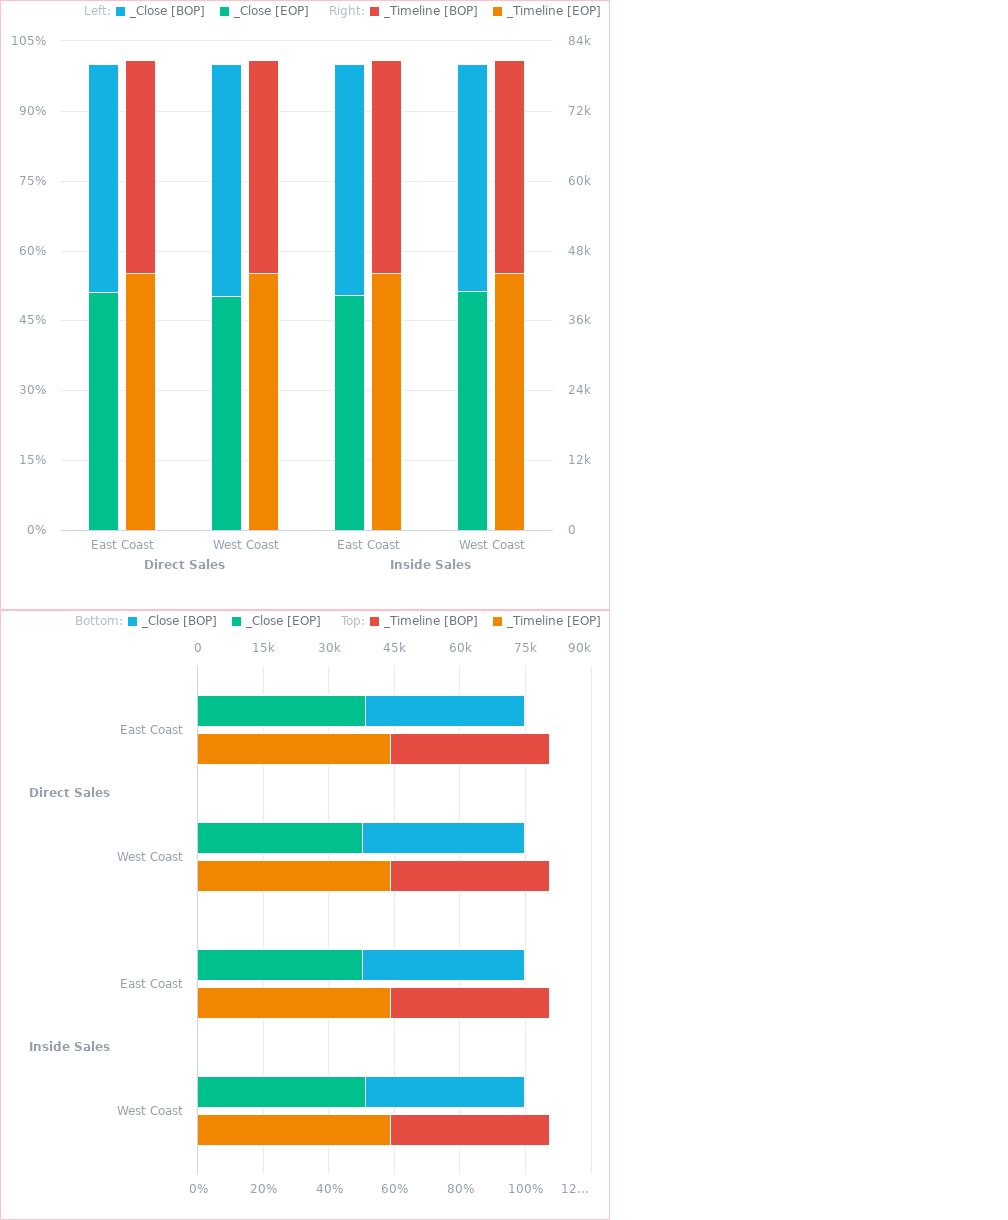 Left: _Close [BOP] _Close [EOP] Right: _Timeline [BOP] _Timeline [EOP]
105% 84k
90% 72k
75% 60k
60% 48k
45% 36k
30% 24k
15% 12k
0% 0
East Coast West Coast East Coast West Coast
Direct Sales Inside Sales
Bottom: _Close [BOP] _Close [EOP] Top: _Timeline [BOP] _Timeline [EOP]
0 15k 30k 45k 60k 75k 90k
East Coast
Direct Sales
West Coast
East Coast
Inside Sales
West Coast
0% 20% 40% 60% 80% 100% 12...